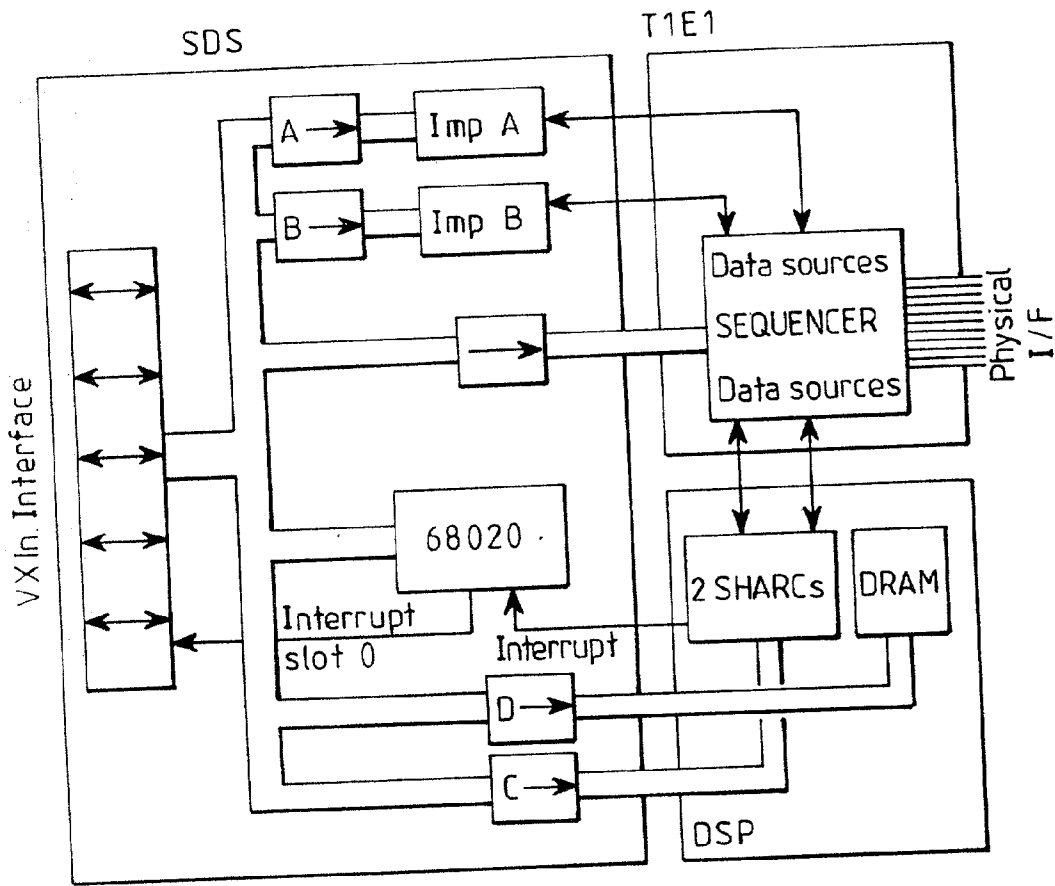 SDS
T1E1
A
Imp A
B
Imp B
Data sources
SEQUENCER
Data sources
Physical
I/F
VXIn. Interface
68020
2 SHARCs
DRAM
Interrupt
slot 0
Interrupt
D
C
DSP